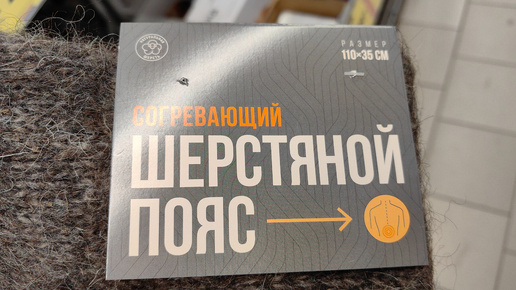 РАЗМЕР
110×35 СМ
СОГРЕВАЮЩИЙ
ШЕРСТЯНОЙ
ПОЯС